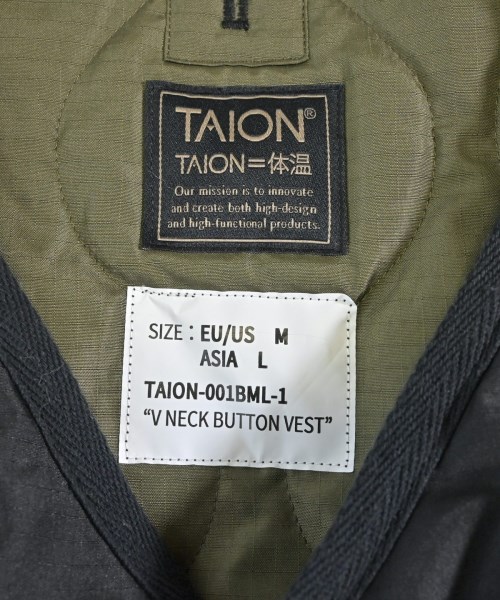 TAION®
TAION=体温
Our mission is to innovate
and create both high-design
and high-functional products.
SIZE : EU/US M
ASIA L
TAION-001BML-1
“V NECK BUTTON VEST”